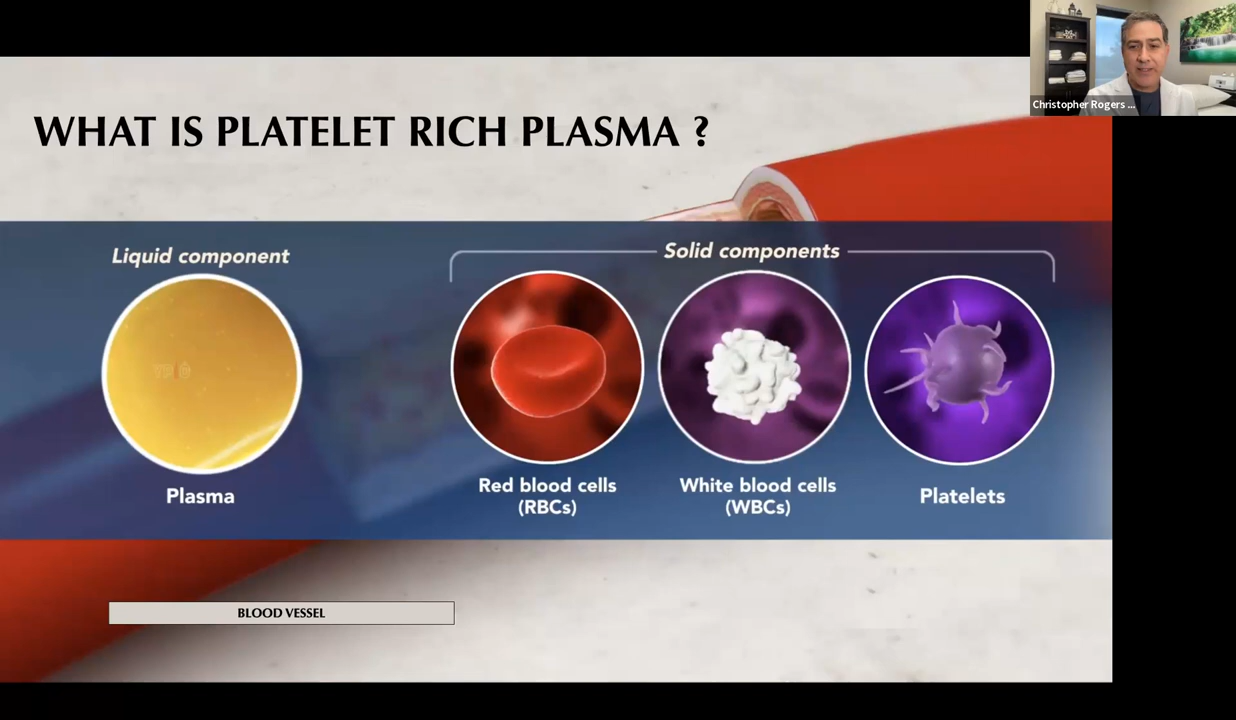 Christopher Rogers ...
WHAT IS PLATELET RICH PLASMA ?
Liquid component
Solid components
Plasma
Red blood cells
(RBCs)
White blood cells
(WBCs)
Platelets
BLOOD VESSEL